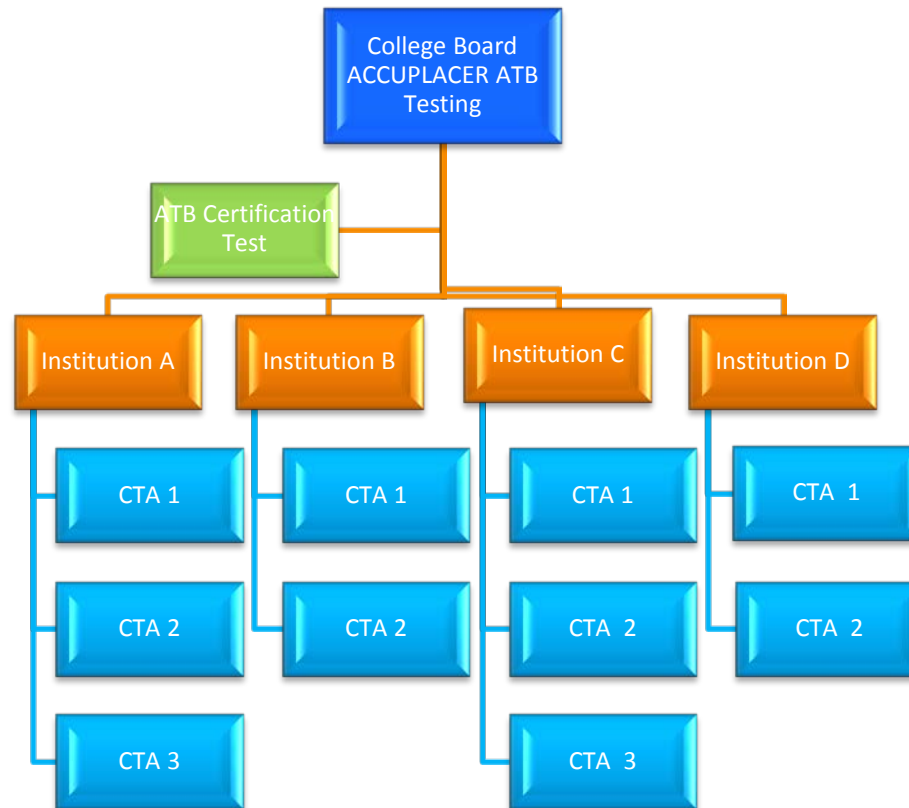 College Board
ACCUPLACER ATB
Testing
ATB Certification
Test
Institution A
Institution B
Institution C
Institution D
CTA 1
CTA 1
CTA 1
CTA 1
CTA 2
CTA 2
CTA 2
CTA 2
CTA 3
CTA 3